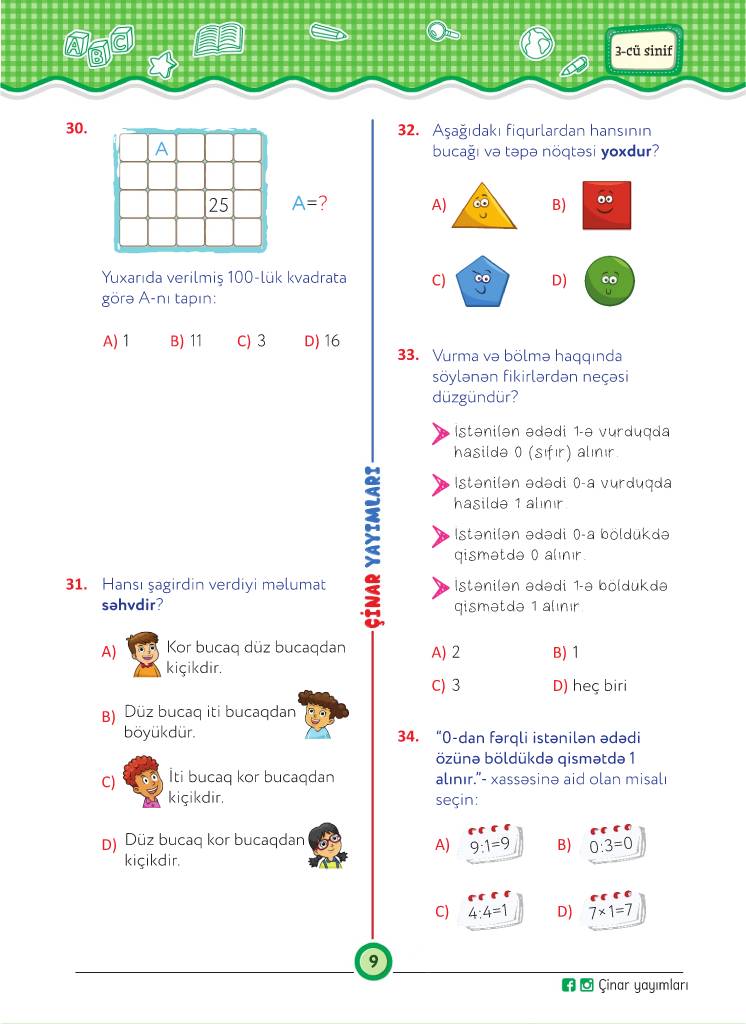 ABC
3-cü sinif
30.
A
25
A=?
Yuxarıda verilmiş 100-lük kvadrata
görə A-nı tapın:
A) 1 B) 11 C) 3 D) 16
31. Hansı şagirdin verdiyi məlumat
səhvdir?
A) Kor bucaq düz bucaqdan
kiçikdir.
B) Düz bucaq iti bucaqdan
böyükdür.
C) İti bucaq kor bucaqdan
kiçikdir.
D) Düz bucaq kor bucaqdan
kiçikdir.
ÇİNAR YAYIMLARI
32. Aşağıdakı fiqurlardan hansının
bucağı və təpə nöqtəsi yoxdur?
A) B)
C) D)
33. Vurma və bölmə haqqında
söylənən fikirlərdən neçəsi
düzgündür?
İstənilən ədədi 1-ə vurduqda
hasildə 0 (sıfır) alınır.
İstənilən ədədi 0-a vurduqda
hasildə 1 alınır.
İstənilən ədədi 0-a böldükdə
qismətdə 0 alınır.
İstənilən ədədi 1-ə böldükdə
qismətdə 1 alınır
A) 2 B) 1
C) 3 D) heç biri
34. “0-dan fərqli istənilən ədədi
özünə böldükdə qismətdə 1
alınır.”- xassəsinə aid olan misalı
seçin:
A) 9:1=9 B) 0:3=0
C) 4:4=1 D) 7×1=7
9
Çinar yayımları